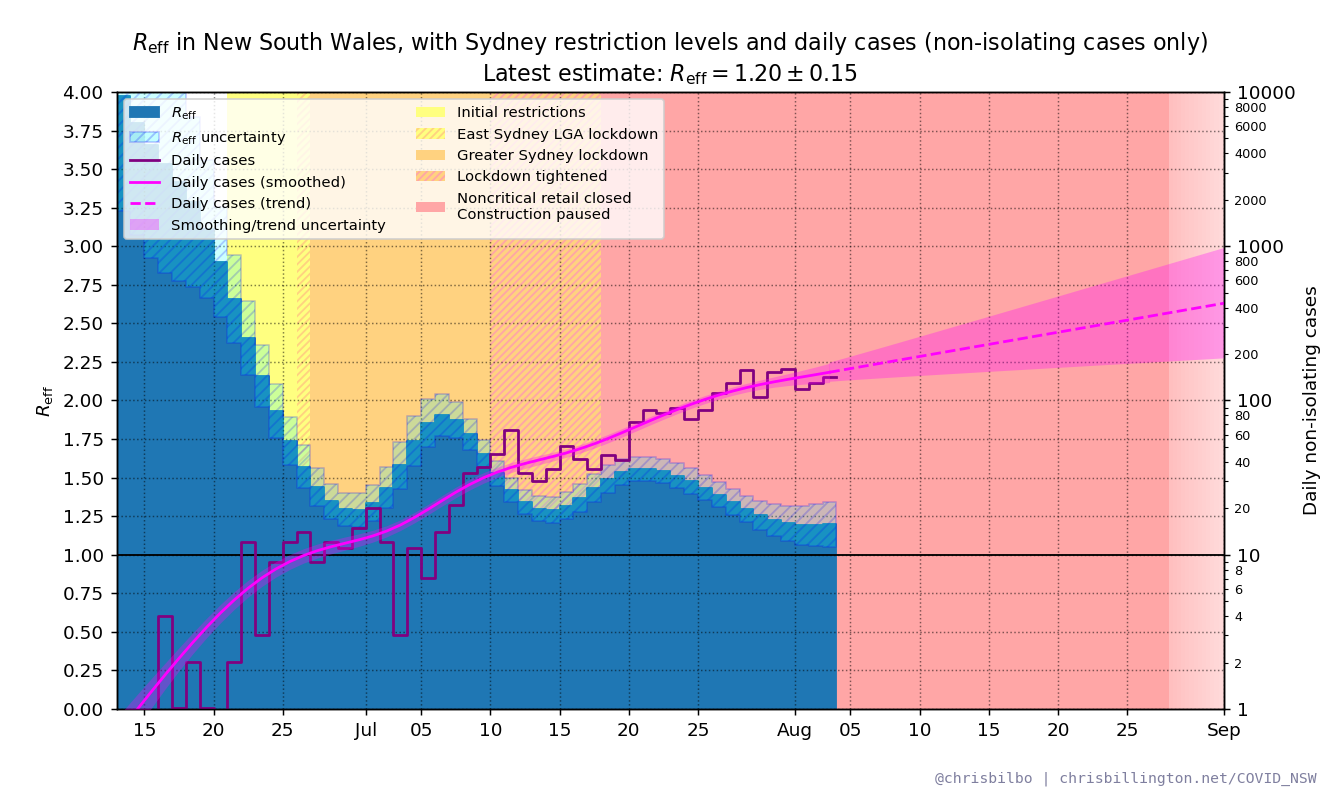 R_eff in New South Wales, with Sydney restriction levels and daily cases (non-isolating cases only)
Latest estimate: R_eff = 1.20 ± 0.15
R_eff
R_eff uncertainty
Daily cases
Daily cases (smoothed)
Daily cases (trend)
Smoothing/trend uncertainty
Initial restrictions
East Sydney LGA lockdown
Greater Sydney lockdown
Lockdown tightened
Noncritical retail closed
Construction paused
R_eff
4.00
3.75
3.50
3.25
3.00
2.75
2.50
2.25
2.00
1.75
1.50
1.25
1.00
0.75
0.50
0.25
0.00
15
20
25
Jul
05
10
15
20
25
Aug
05
10
15
20
25
Sep
10000
8000
6000
4000
2000
1000
800
600
400
200
100
80
60
40
20
10
8
6
4
2
1
Daily non-isolating cases
@chrisbilbo | chrisbillington.net/COVID_NSW